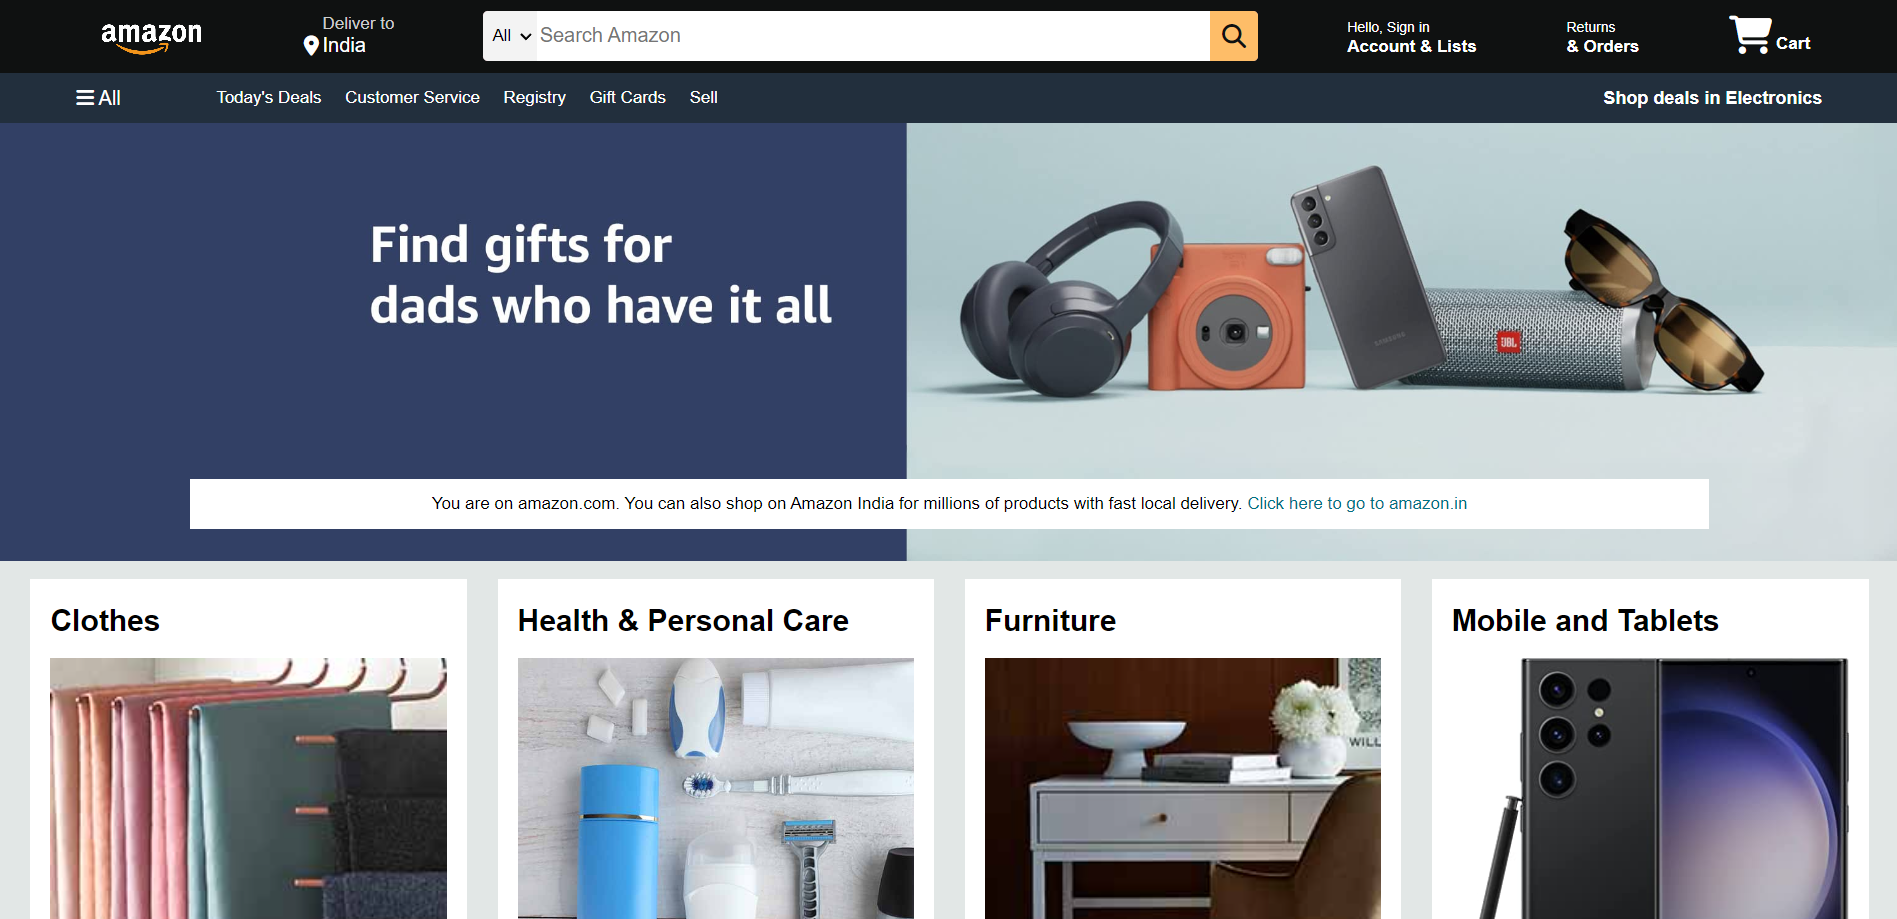 amazon
Deliver to
India
All
Search Amazon
Hello, Sign in
Account & Lists
Returns
& Orders
Cart
All
Today's Deals
Customer Service
Registry
Gift Cards
Sell
Shop deals in Electronics
Find gifts for
dads who have it all
SAMSUNG
JBL
You are on amazon.com. You can also shop on Amazon India for millions of products with fast local delivery. Click here to go to amazon.in
Clothes
Health & Personal Care
Furniture
Mobile and Tablets
WILL